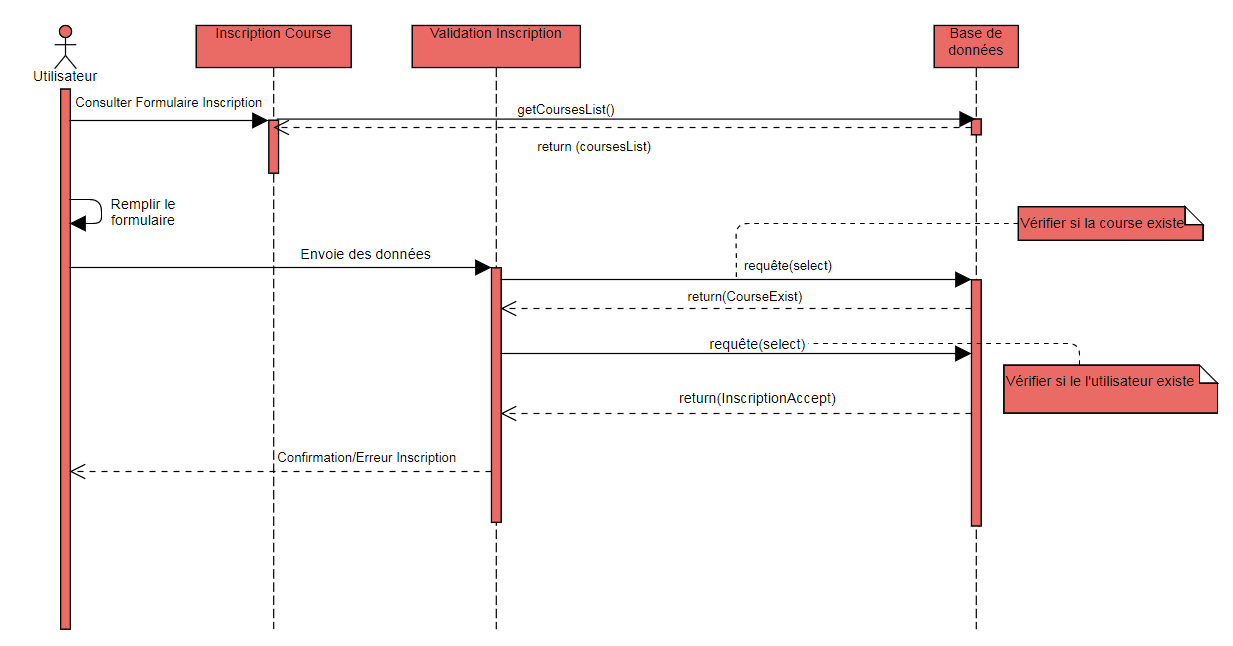 Inscription Course
Validation Inscription
Base de
données
Utilisateur
Consulter Formulaire Inscription
getCoursesList()
return (coursesList)
Remplir le
formulaire
Vérifier si la course existe
Envoie des données
requête(select)
return(CourseExist)
requête(select)
Vérifier si le l'utilisateur existe
return(InscriptionAccept)
Confirmation/Erreur Inscription